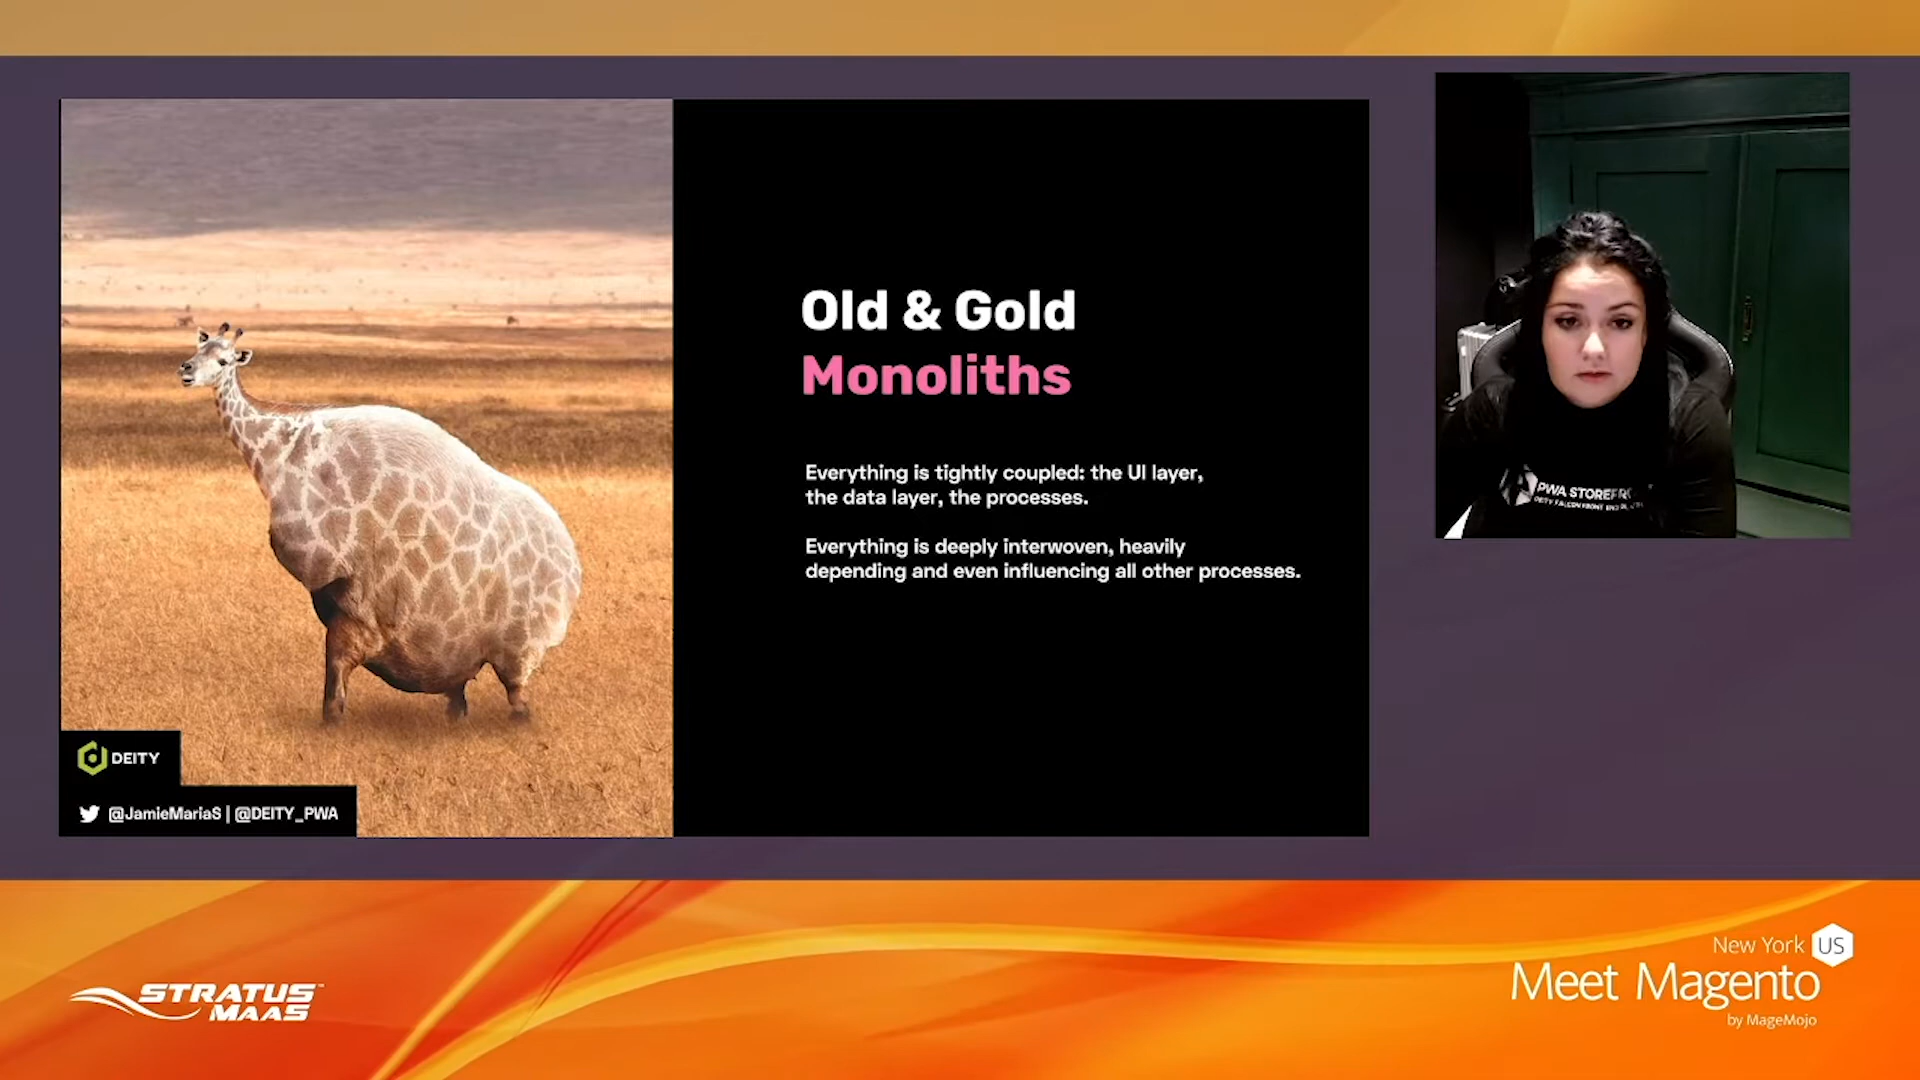 Old & Gold
Monoliths
Everything is tightly coupled: the UI layer,
the data layer, the processes.
Everything is deeply interwoven, heavily
depending and even influencing all other processes.
DEITY
@JamieMariaS | @DEITY_PWA
PWA STOREFRO
STRATUS
MAAS
New York US
Meet Magento
by MageMojo